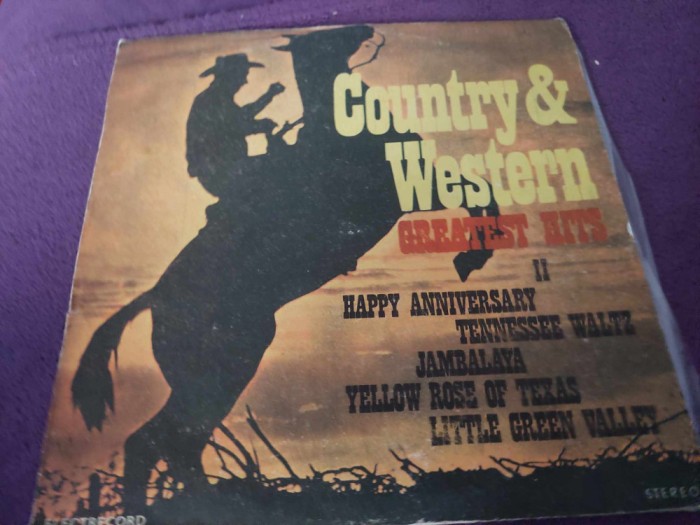 Country &
Western
GREATEST HITS
II
HAPPY ANNIVERSARY
TENNESSEE WALTZ
JAMBALAYA
YELLOW ROSE OF TEXAS
LITTLE GREEN VALLEY
STEREO
ELECTRECORD